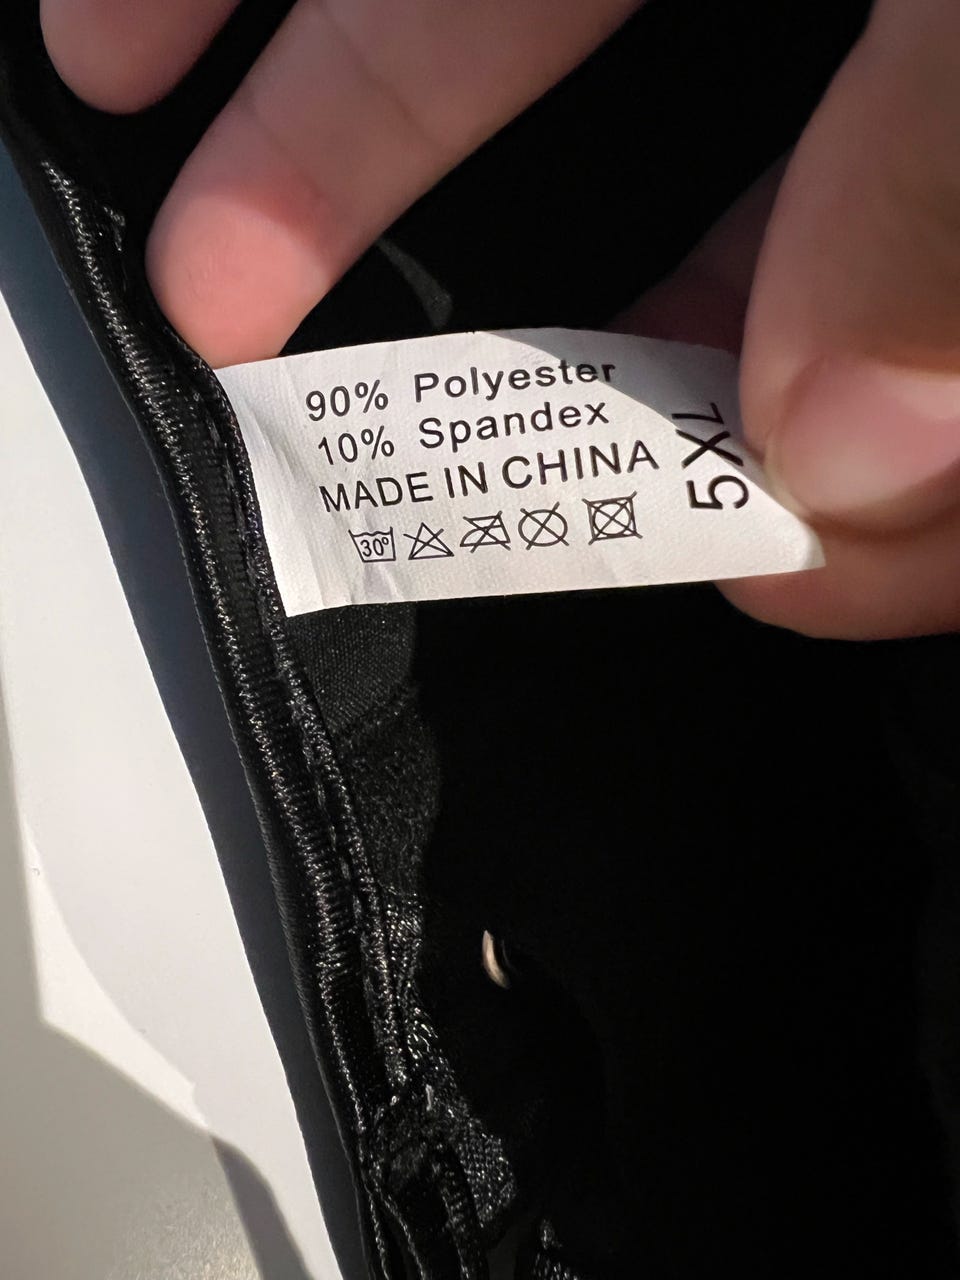 90% Polyester
10% Spandex
MADE IN CHINA
30°
5XL